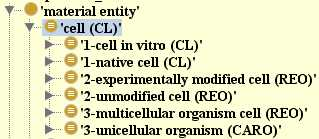 'material entity'
'cell (CL)'
'1-cell in vitro (CL)'
'1-native cell (CL)'
'2-experimentally modified cell (REO)'
'2-unmodified cell (REO)'
'3-multicellular organism cell (REO)
'3-unicellular organism (CARO)'